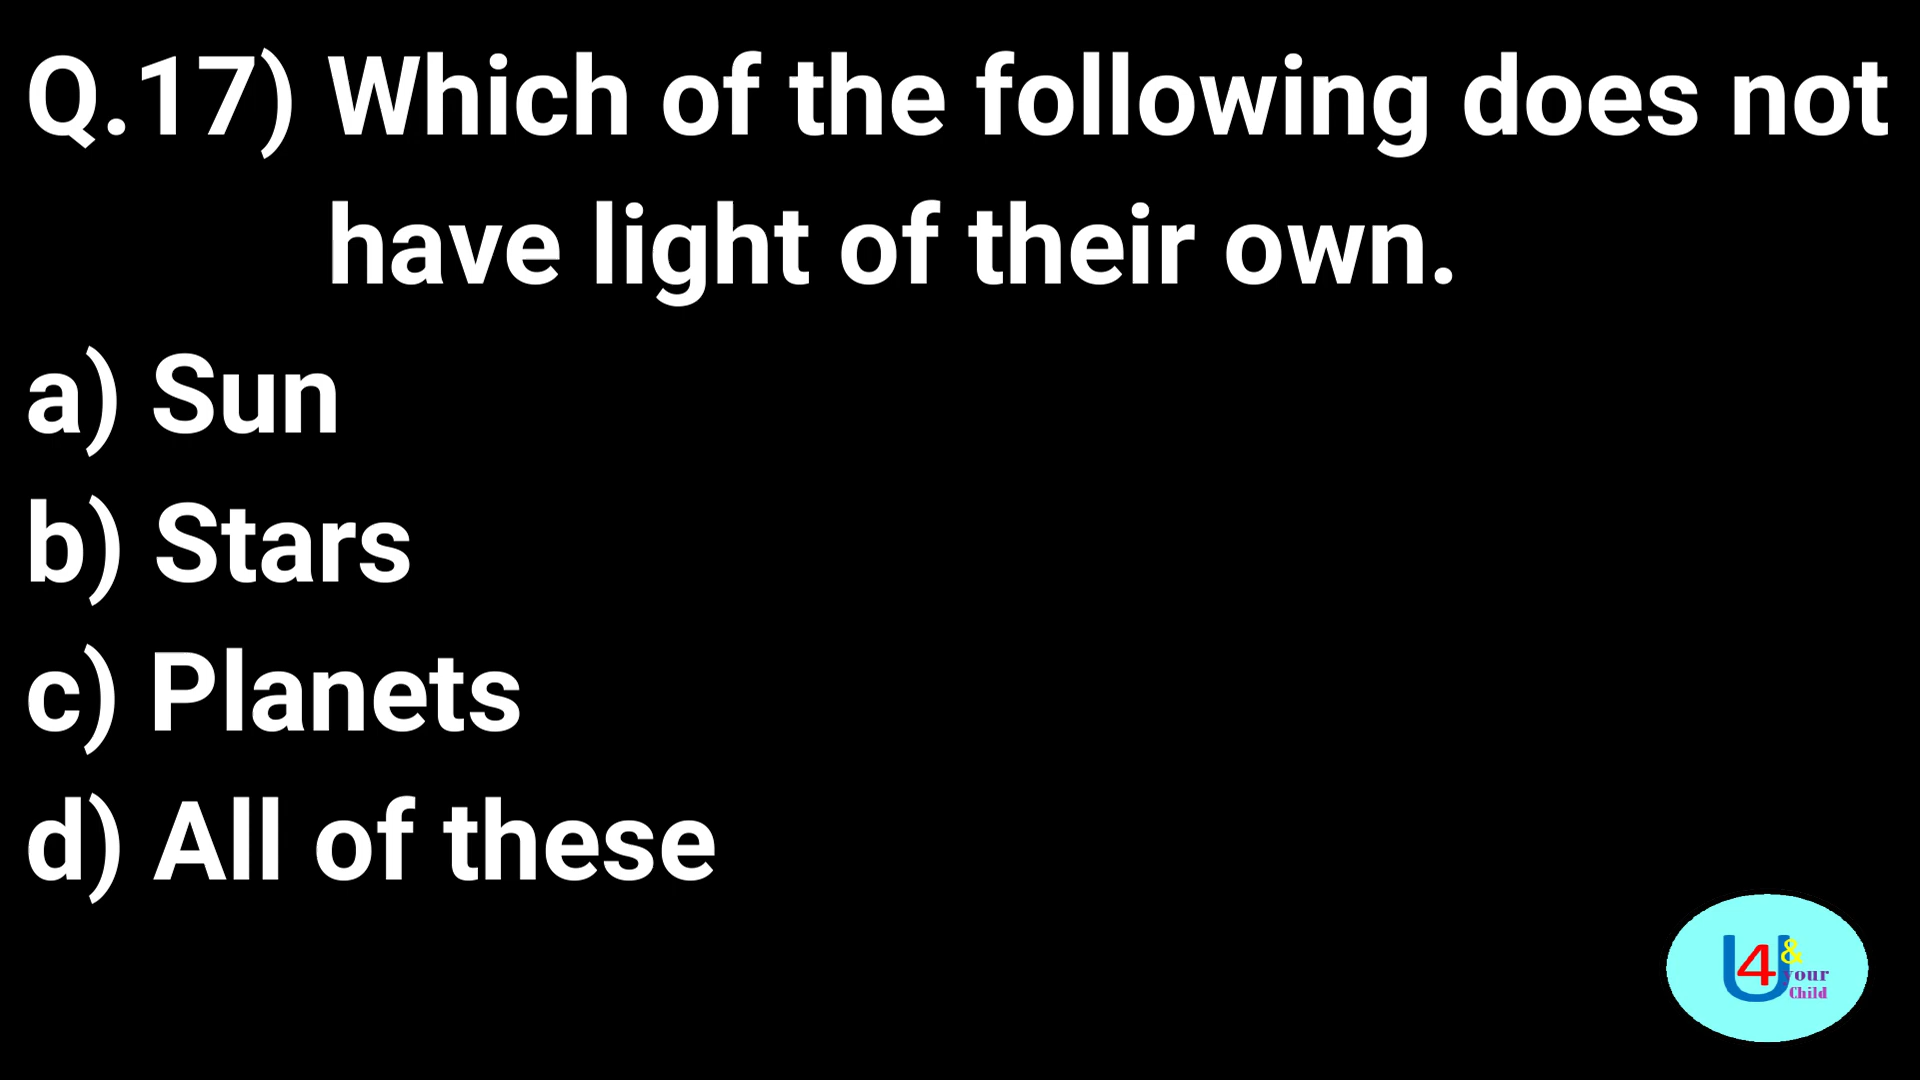 Q.17) Which of the following does not
have light of their own.
a) Sun
b) Stars
c) Planets
d) All of these
U4 &
your
Child